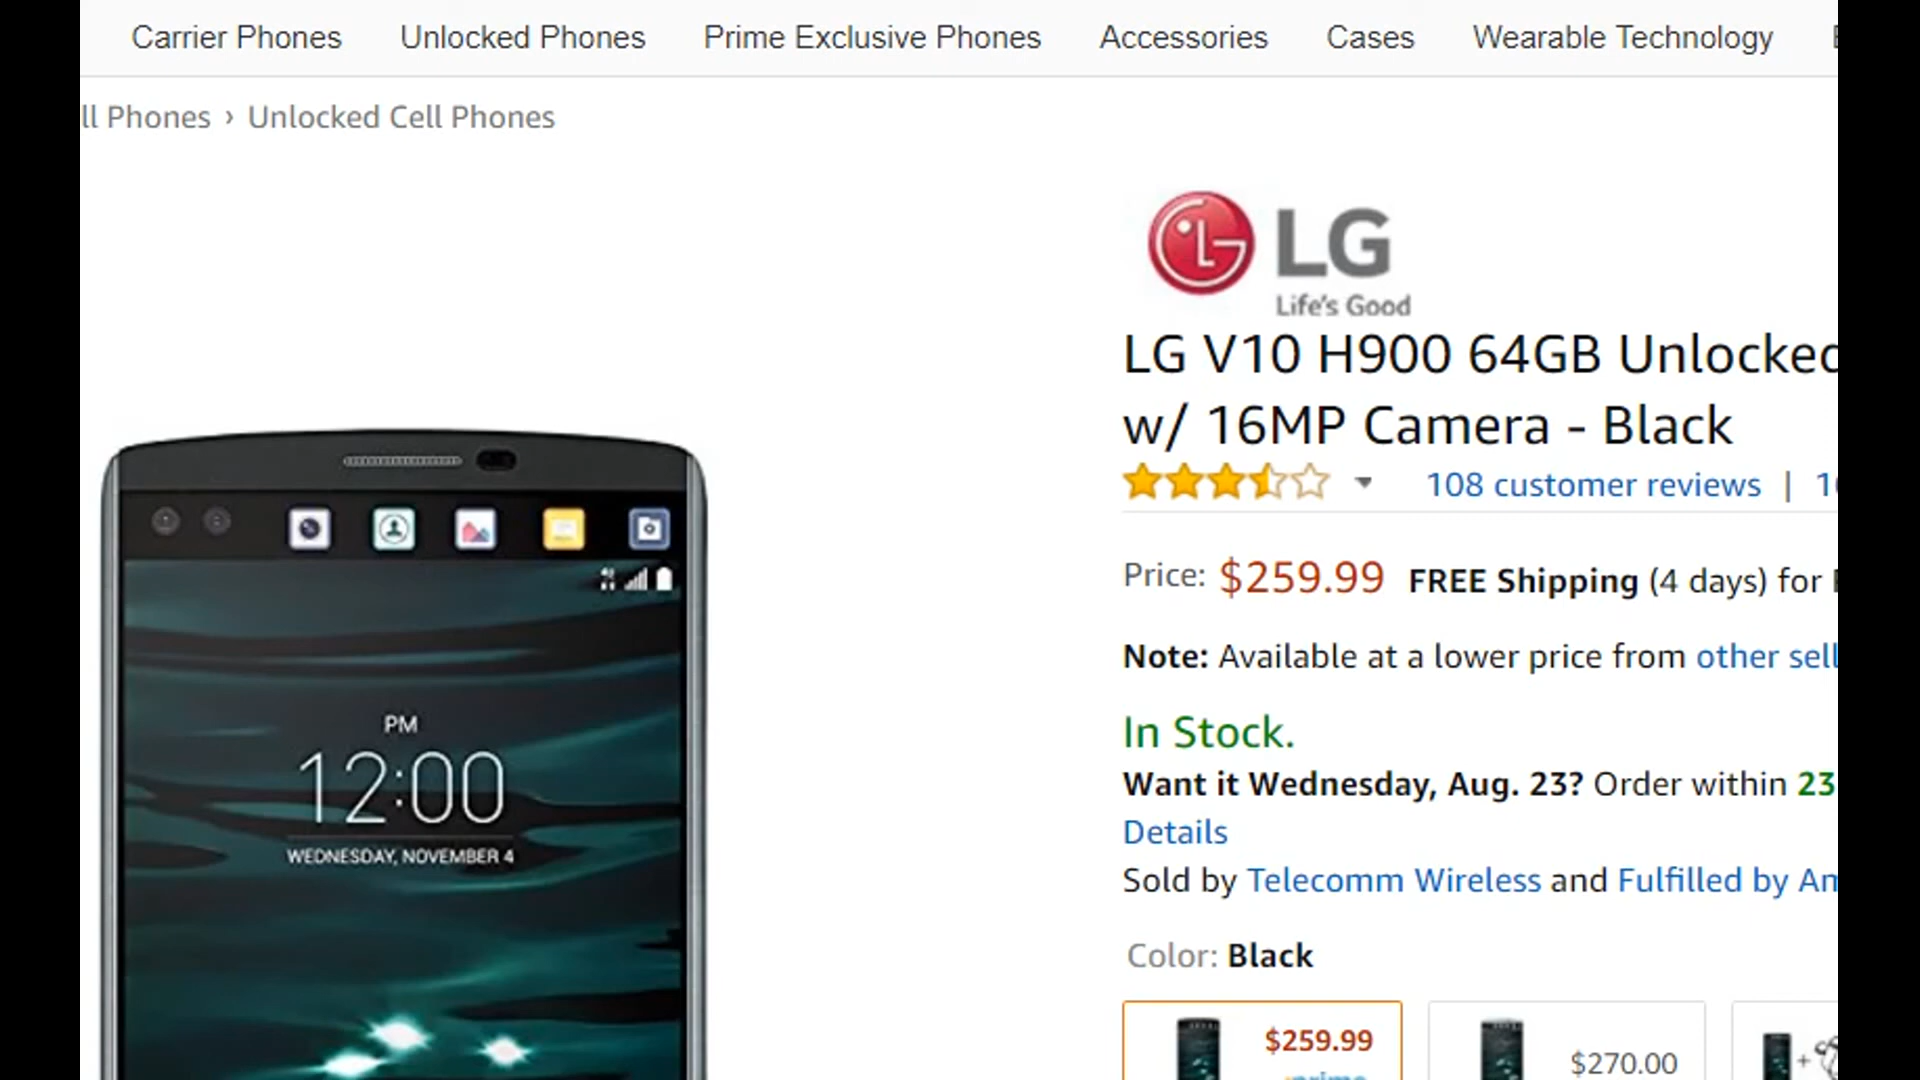 Carrier Phones Unlocked Phones Prime Exclusive Phones Accessories Cases Wearable Technology
ll Phones › Unlocked Cell Phones
LG
Life's Good
LG V10 H900 64GB Unlocked
w/ 16MP Camera - Black
108 customer reviews |
Price: $259.99 FREE Shipping (4 days) for
Note: Available at a lower price from other sell
In Stock.
Want it Wednesday, Aug. 23? Order within 23
Details
Sold by Telecomm Wireless and Fulfilled by Am
Color: Black
$259.99
prime
$270.00
+
PM
12:00
WEDNESDAY, NOVEMBER 4